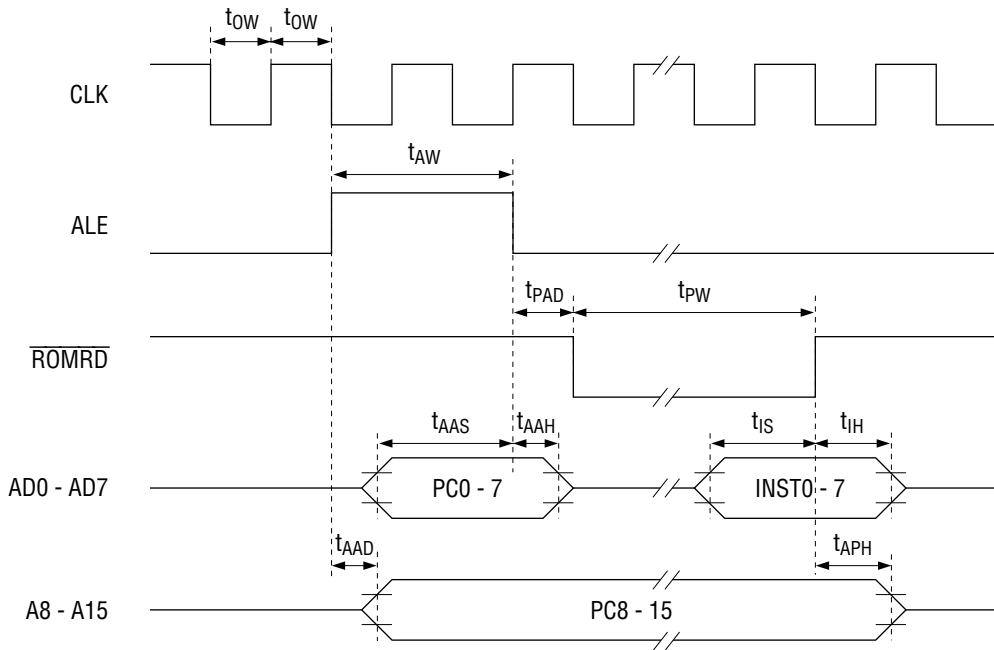 tOW tOW
CLK
tAW
ALE
tPAD tPW
ROMRD
tAAS tAAH tIS tIH
AD0 - AD7 PC0 - 7 INST0 - 7
tAAD tAPH
A8 - A15 PC8 - 15